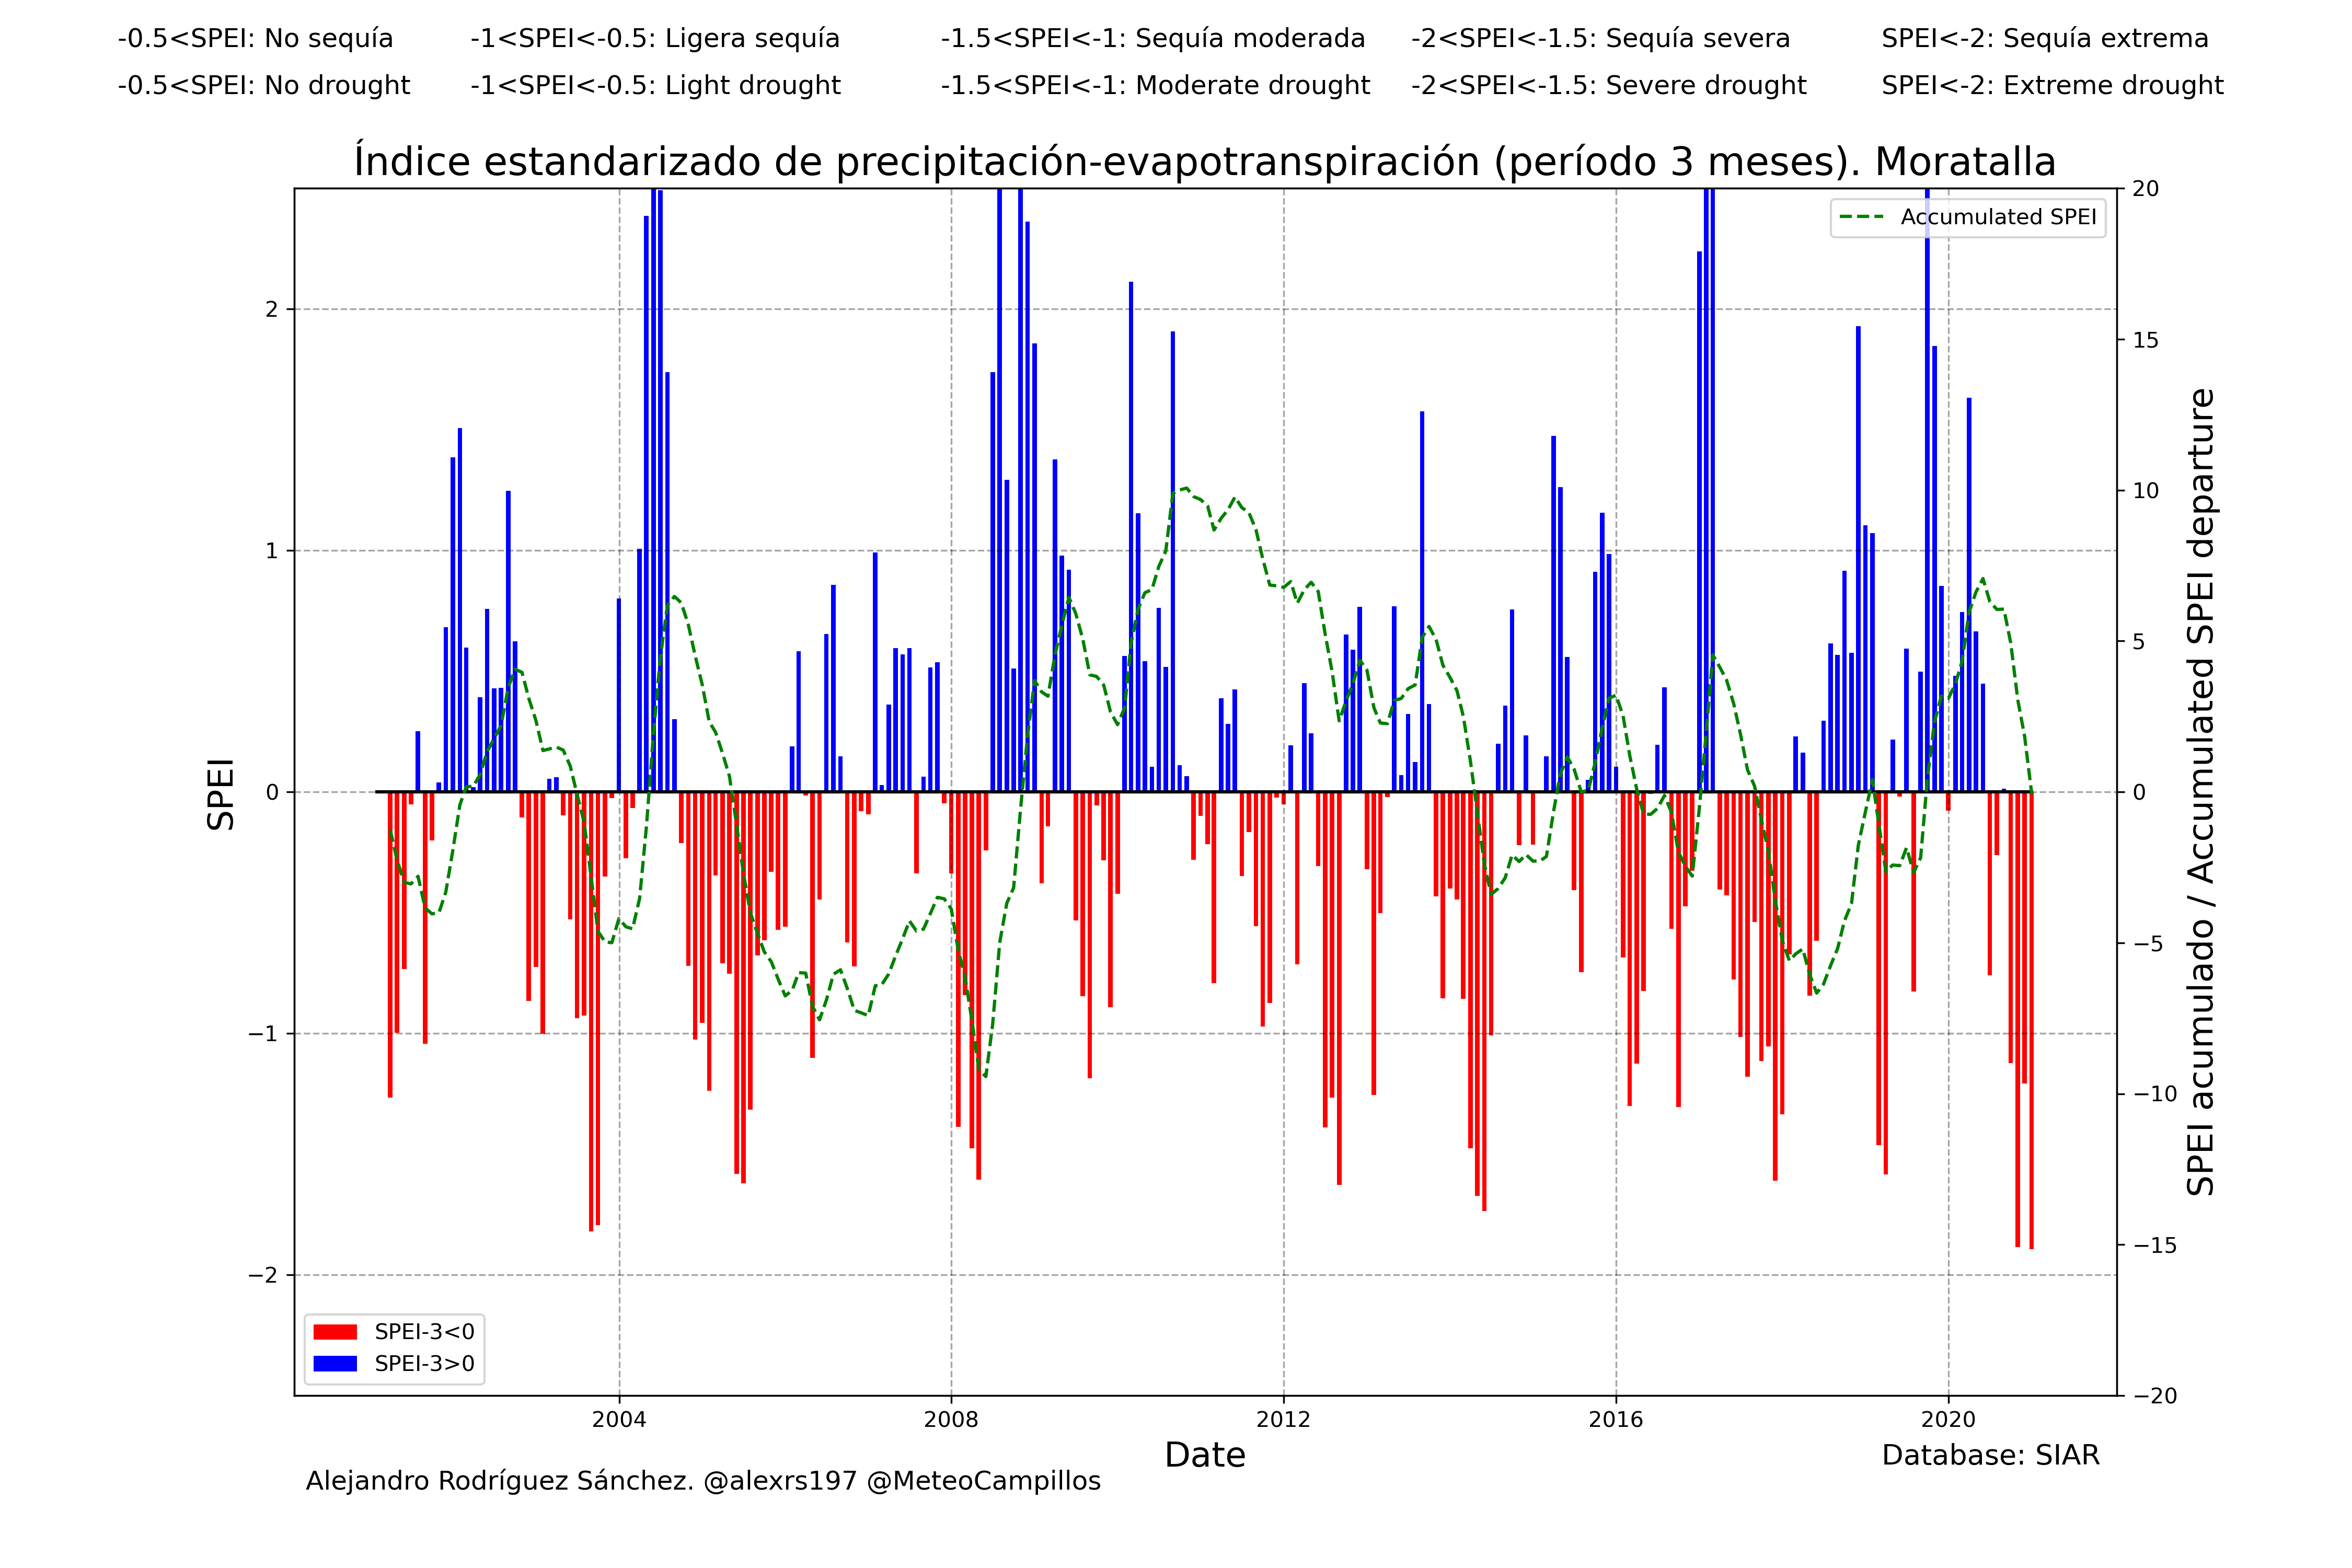 -0.5<SPEI: No sequía -1<SPEI<-0.5: Ligera sequía -1.5<SPEI<-1: Sequía moderada -2<SPEI<-1.5: Sequía severa SPEI<-2: Sequía extrema
-0.5<SPEI: No drought -1<SPEI<-0.5: Light drought -1.5<SPEI<-1: Moderate drought -2<SPEI<-1.5: Severe drought SPEI<-2: Extreme drought
Índice estandarizado de precipitación-evapotranspiración (período 3 meses). Moratalla
Accumulated SPEI
SPEI
2
1
0
−1
−2
20
15
10
5
0
−5
−10
−15
−20
SPEI acumulado / Accumulated SPEI departure
SPEI-3<0
SPEI-3>0
2004 2008 2012 2016 2020
Date
Database: SIAR
Alejandro Rodríguez Sánchez. @alexrs197 @MeteoCampillos